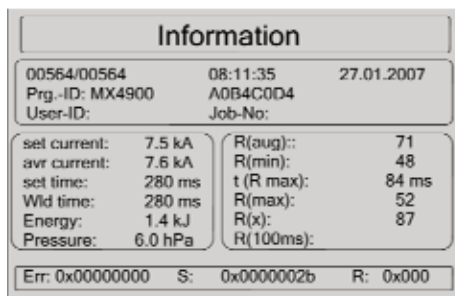 Information
00564/00564 08:11:35 27.01.2007
Prg.-ID: MX4900 A0B4C0D4
User-ID: Job-No:
set current: 7.5 kA R(aug):: 71
avr current: 7.6 kA R(min): 48
set time: 280 ms t (R max): 84 ms
Wld time: 280 ms R(max): 52
Energy: 1.4 kJ R(x): 87
Pressure: 6.0 hPa R(100ms):
Err: 0x00000000 S: 0x0000002b R: 0x000